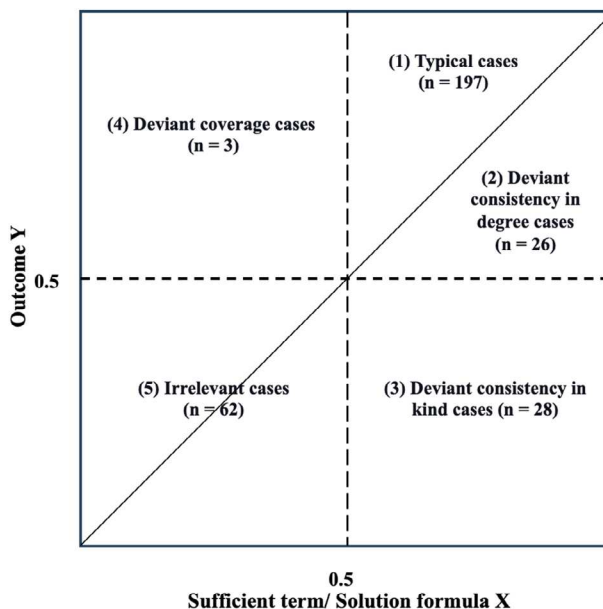 (1) Typical cases
(n = 197)
(4) Deviant coverage cases
(n = 3)
(2) Deviant
consistency in
degree cases
(n = 26)
Outcome Y
0.5
(5) Irrelevant cases
(n = 62)
(3) Deviant consistency in
kind cases (n = 28)
0.5
Sufficient term/ Solution formula X